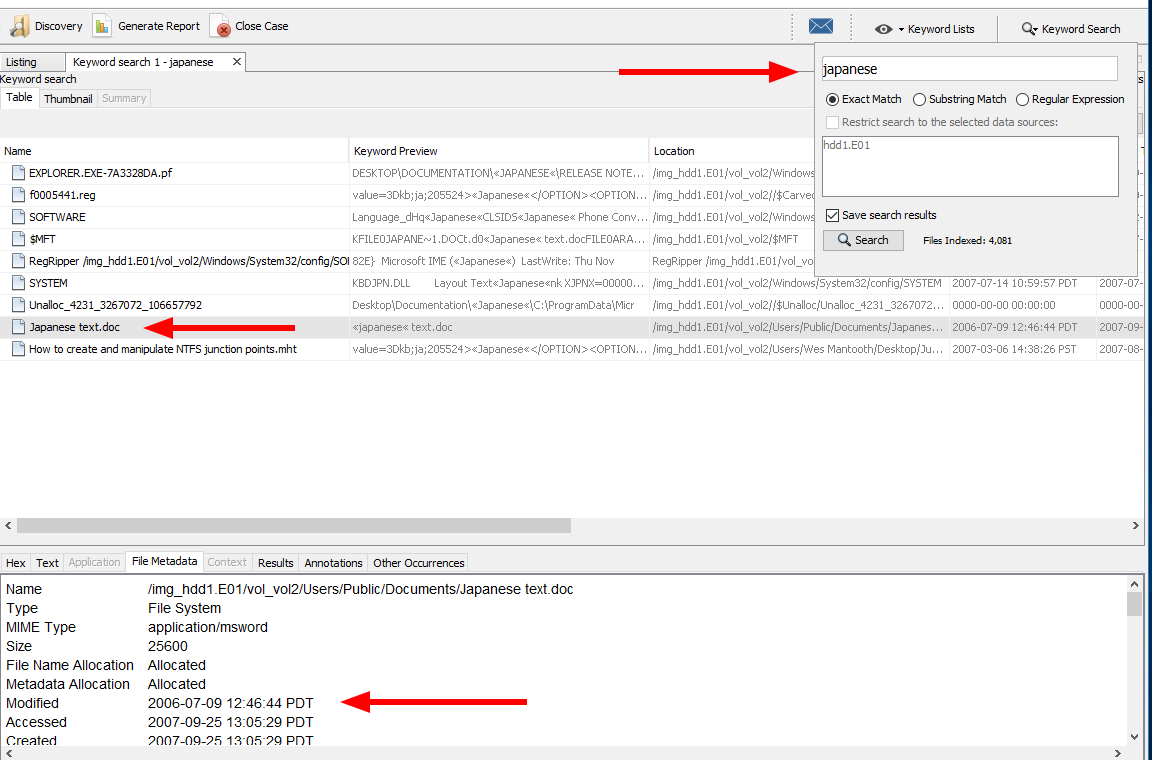 Discovery Generate Report Close Case Keyword Lists Keyword Search
Listing Keyword search 1 - japanese
Keyword search
Table Thumbnail Summary
japanese
Exact Match Substring Match Regular Expression
Restrict search to the selected data sources:
hdd1.E01
Save search results
Search Files Indexed: 4,081
Name Keyword Preview Location
EXPLORER.EXE-7A3328DA.pf DESKTOP\DOCUMENTATION\«JAPANESE«\RELEASE NOTE... /img_hdd1.E01/vol_vol2/Windows
f0005441.reg value=3Dkb;ja;205524>«Japanese«</OPTION><OPTION... /img_hdd1.E01/vol_vol2//$Carved
SOFTWARE Language_dHq«Japanese«CLSIDS«Japanese« Phone Conv... /img_hdd1.E01/vol_vol2/Windows
$MFT KFILE0JAPANE~1.DOCt.d0«Japanese« text.docFILE0ARA... /img_hdd1.E01/vol_vol2/$MFT
RegRipper /img_hdd1.E01/vol_vol2/Windows/System32/config/SO 82E} Microsoft IME («Japanese«) LastWrite: Thu Nov RegRipper /img_hdd1.E01/vol_vol2/Windows
SYSTEM KBDJPN.DLL Layout Text«Japanese«nk XJPNX=00000... /img_hdd1.E01/vol_vol2/Windows/System32/config/SYSTEM 2007-07-14 10:59:57 PDT 2007-07-
Unalloc_4231_3267072_106657792 Desktop\Documentation\«Japanese«\C:\ProgramData\Micr /img_hdd1.E01/vol_vol2//$Unalloc/Unalloc_4231_3267072... 0000-00-00 00:00:00 0000-00-
Japanese text.doc «japanese« text.doc /img_hdd1.E01/vol_vol2/Users/Public/Documents/Japanes... 2006-07-09 12:46:44 PDT 2007-09-
How to create and manipulate NTFS junction points.mht value=3Dkb;ja;205524>«Japanese«</OPTION><OPTION... /img_hdd1.E01/vol_vol2/Users/Wes Mantooth/Desktop/Ju... 2007-03-06 14:38:26 PST 2007-08-
Hex Text Application File Metadata Context Results Annotations Other Occurrences
Name /img_hdd1.E01/vol_vol2/Users/Public/Documents/Japanese text.doc
Type File System
MIME Type application/msword
Size 25600
File Name Allocation Allocated
Metadata Allocation Allocated
Modified 2006-07-09 12:46:44 PDT
Accessed 2007-09-25 13:05:29 PDT
Created 2007-09-25 13:05:29 PDT